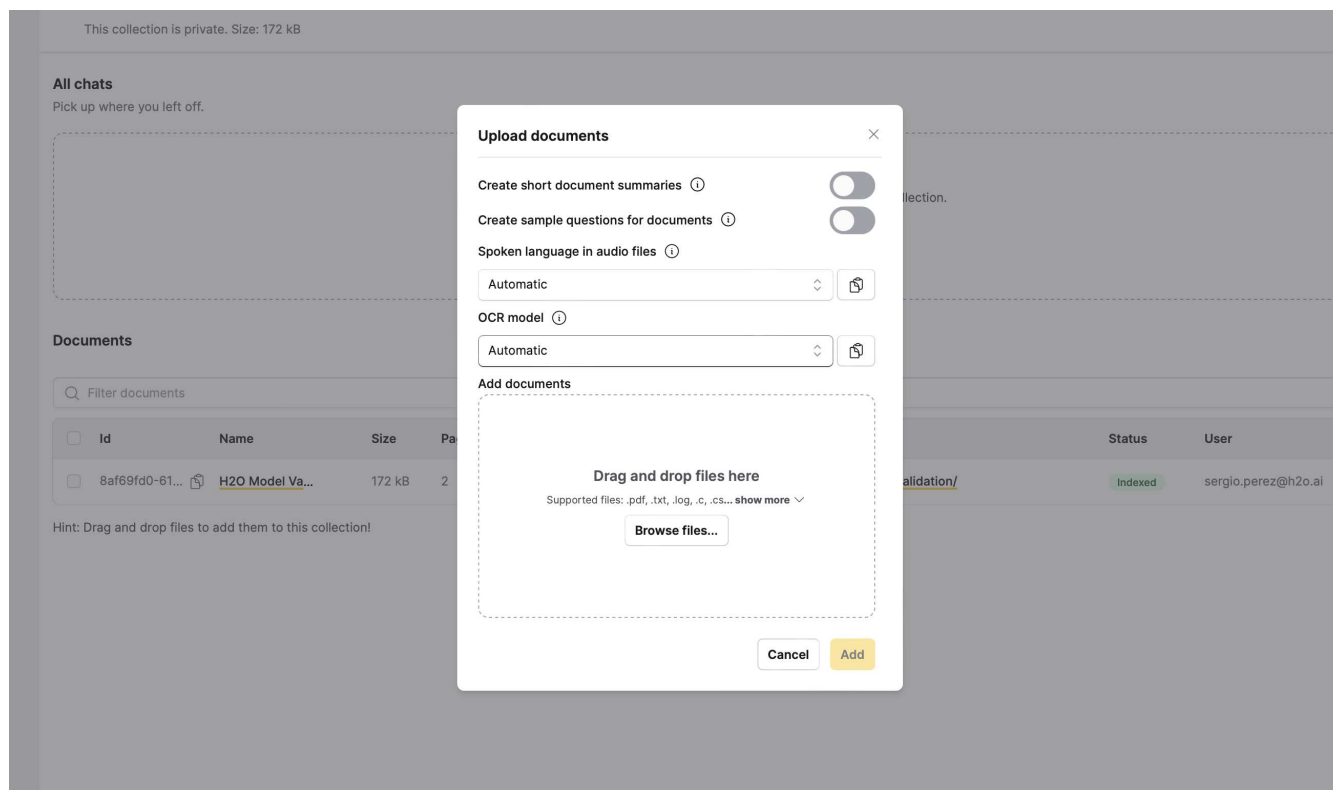 This collection is private. Size: 172 kB
All chats
Pick up where you left off.
llection.
Documents
Filter documents
Id Name Size Pa Status User
8af69fd0-61... H2O Model Va... 172 kB 2 alidation/ Indexed sergio.perez@h2o.ai
Hint: Drag and drop files to add them to this collection!
Upload documents
Create short document summaries
Create sample questions for documents
Spoken language in audio files
Automatic
OCR model
Automatic
Add documents
Drag and drop files here
Supported files: .pdf, .txt, .log, .c, .cs... show more
Browse files...
Cancel Add